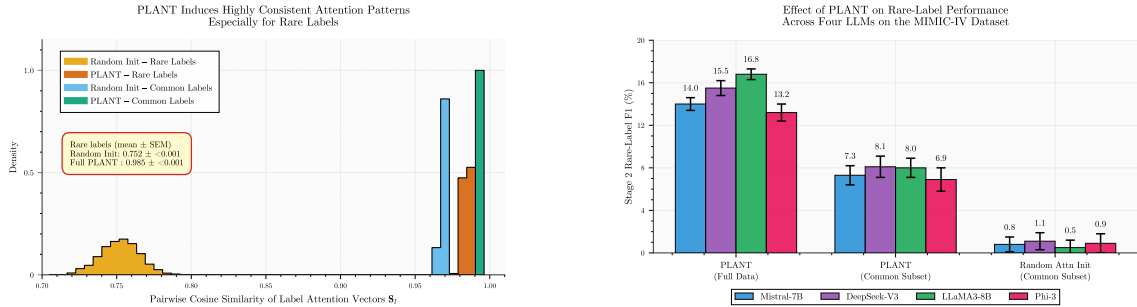 PLANT Induces Highly Consistent Attention Patterns
Especially for Rare Labels
Density
1.0
0.5
0
Random Init – Rare Labels
PLANT – Rare Labels
Random Init – Common Labels
PLANT – Common Labels
Rare labels (mean ± SEM)
Random Init: 0.752 ± <0.001
Full PLANT : 0.985 ± <0.001
0.70 0.75 0.80 0.85 0.90 0.95 1.00
Pairwise Cosine Similarity of Label Attention Vectors S_l
Effect of PLANT on Rare-Label Performance
Across Four LLMs on the MIMIC-IV Dataset
Stage 2 Rare-Label F1 (%)
20
16
12
8
4
0
14.0 15.5 16.8 13.2
7.3 8.1 8.0 6.9
0.8 1.1 0.5 0.9
PLANT PLANT Random Attn Init
(Full Data) (Common Subset) (Common Subset)
Mistral-7B DeepSeek-V3 LLaMA3-8B Phi-3